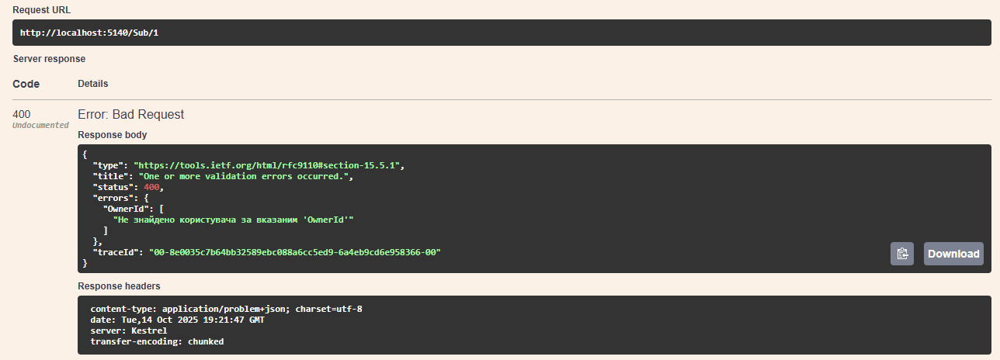 Request URL
http://localhost:5140/Sub/1
Server response
Code Details
400 Error: Bad Request
Undocumented
Response body
{
"type": "https://tools.ietf.org/html/rfc9110#section-15.5.1",
"title": "One or more validation errors occurred.",
"status": 400,
"errors": {
"OwnerId": [
"Не знайдено користувача за вказаним 'OwnerId'"
]
},
"traceId": "00-8e0035c7b64bb32589ebc088a6cc5ed9-6a4eb9cd6e958366-00"
}
Download
Response headers
content-type: application/problem+json; charset=utf-8
date: Tue,14 Oct 2025 19:21:47 GMT
server: Kestrel
transfer-encoding: chunked